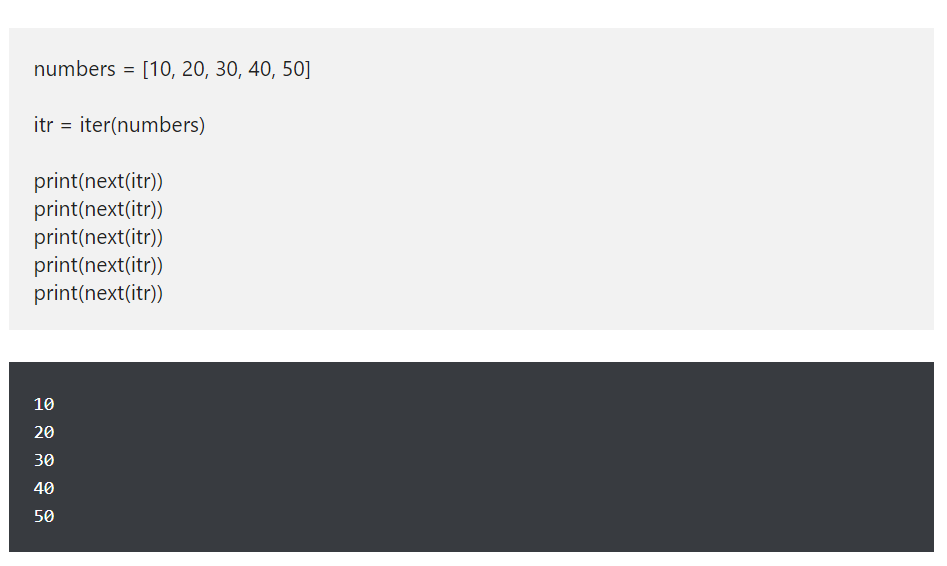 numbers = [10, 20, 30, 40, 50]
itr = iter(numbers)
print(next(itr))
print(next(itr))
print(next(itr))
print(next(itr))
print(next(itr))
10
20
30
40
50